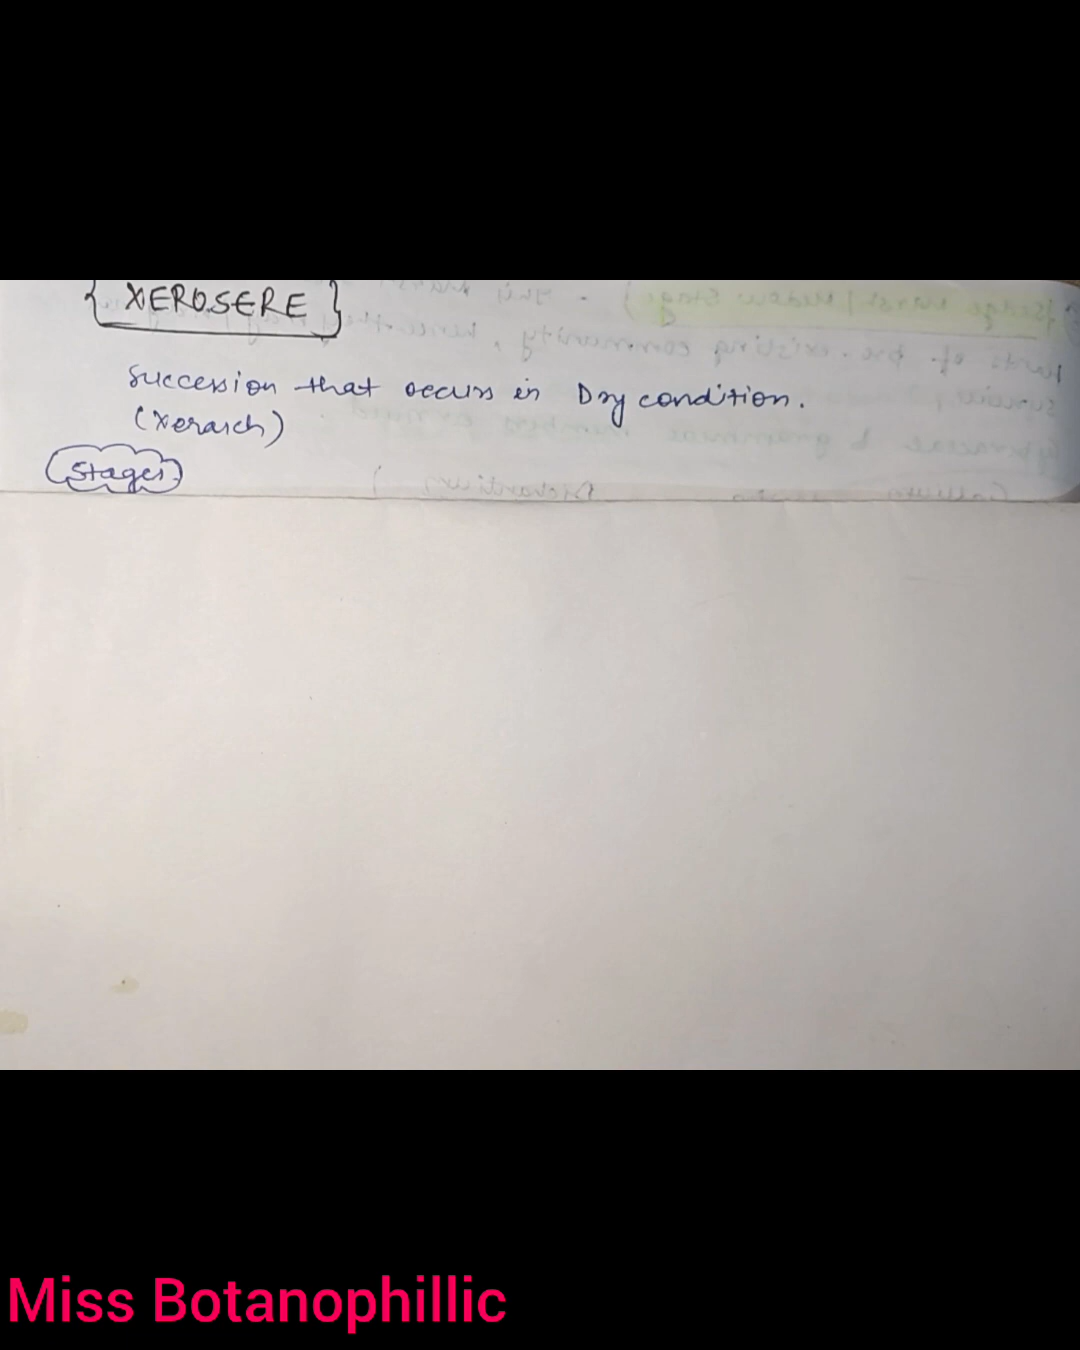 { XEROSERE }
Succession that occurs in Dry condition.
(Xerarch)
Stages
Miss Botanophillic